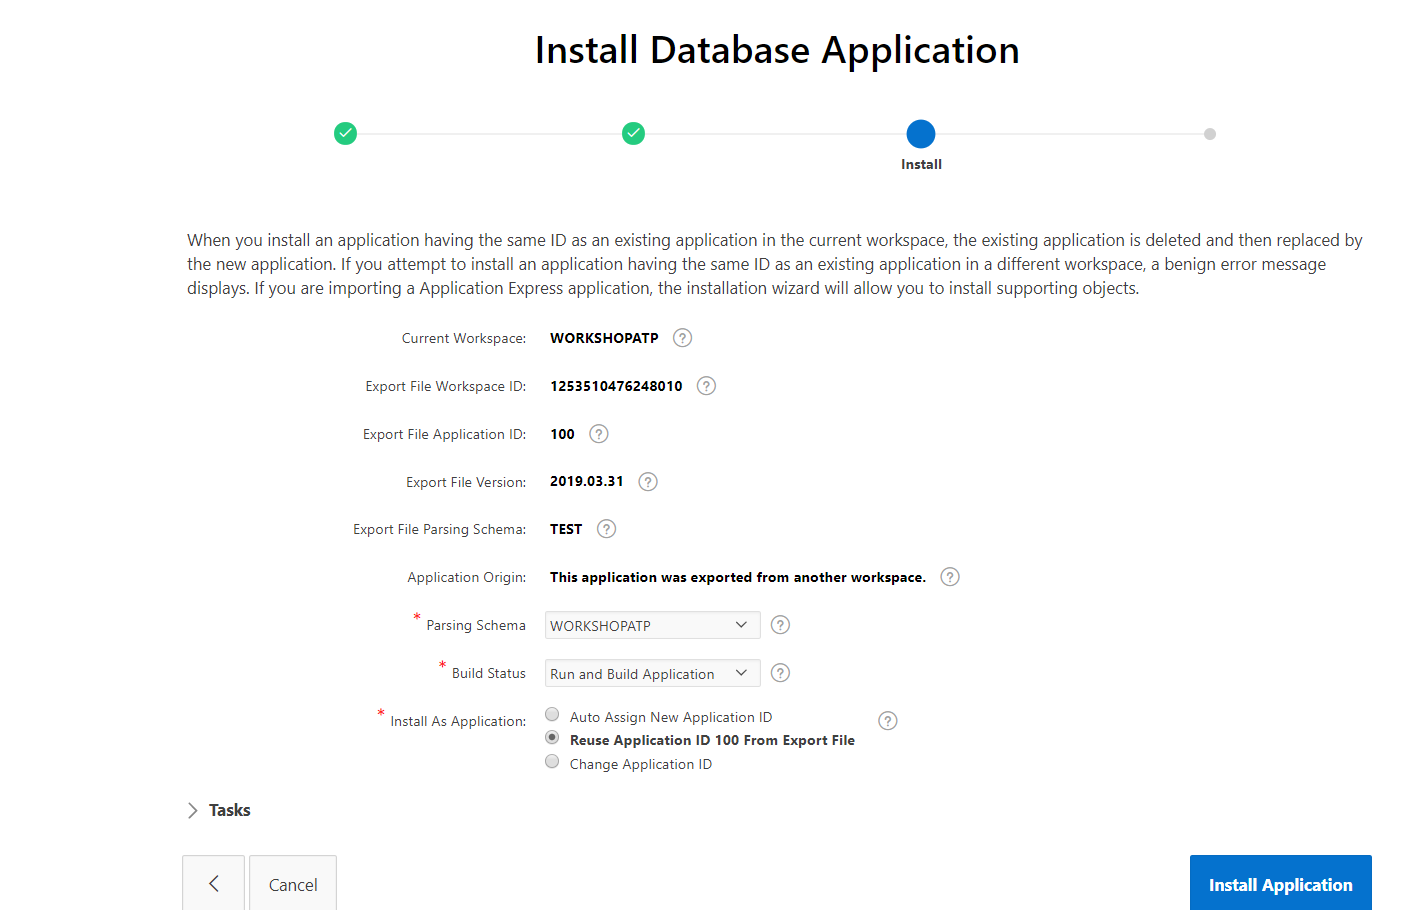 Install Database Application
Install
When you install an application having the same ID as an existing application in the current workspace, the existing application is deleted and then replaced by
the new application. If you attempt to install an application having the same ID as an existing application in a different workspace, a benign error message
displays. If you are importing a Application Express application, the installation wizard will allow you to install supporting objects.
Current Workspace: WORKSHOPATP ?
Export File Workspace ID: 1253510476248010 ?
Export File Application ID: 100 ?
Export File Version: 2019.03.31 ?
Export File Parsing Schema: TEST ?
Application Origin: This application was exported from another workspace. ?
* Parsing Schema WORKSHOPATP ?
* Build Status Run and Build Application ?
* Install As Application: Auto Assign New Application ID ?
Reuse Application ID 100 From Export File
Change Application ID
Tasks
Cancel Install Application